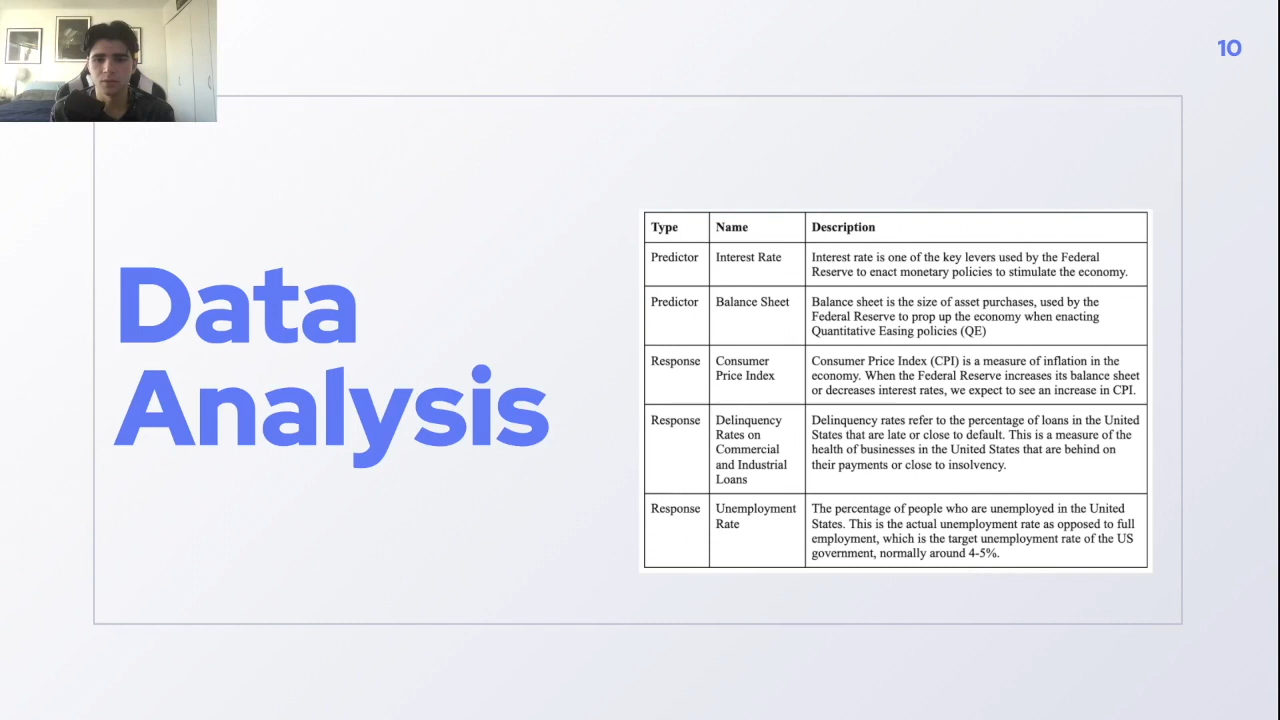 10
Data
Analysis
Type Name Description
Predictor Interest Rate Interest rate is one of the key levers used by the Federal
Reserve to enact monetary policies to stimulate the economy.
Predictor Balance Sheet Balance sheet is the size of asset purchases, used by the
Federal Reserve to prop up the economy when enacting
Quantitative Easing policies (QE)
Response Consumer Consumer Price Index (CPI) is a measure of inflation in the
Price Index economy. When the Federal Reserve increases its balance sheet
or decreases interest rates, we expect to see an increase in CPI.
Response Delinquency Delinquency rates refer to the percentage of loans in the United
Rates on States that are late or close to default. This is a measure of the
Commercial health of businesses in the United States that are behind on
and Industrial their payments or close to insolvency.
Loans
Response Unemployment The percentage of people who are unemployed in the United
Rate States. This is the actual unemployment rate as opposed to full
employment, which is the target unemployment rate of the US
government, normally around 4-5%.